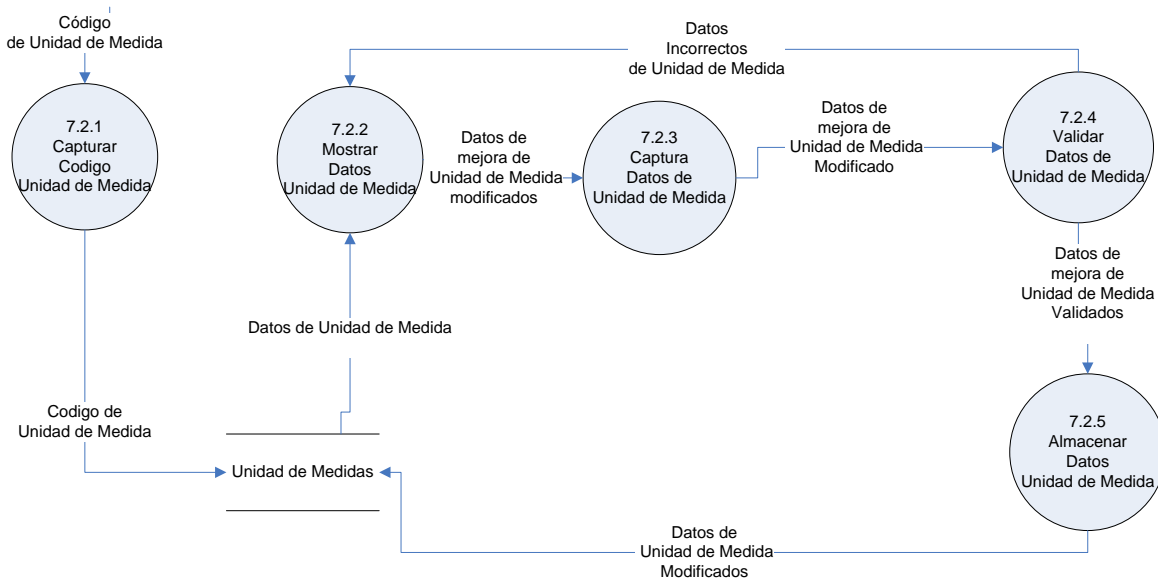 Código
de Unidad de Medida
Datos
Incorrectos
de Unidad de Medida
7.2.1
Capturar
Codigo
Unidad de Medida
7.2.2
Mostrar
Datos
Unidad de Medida
Datos de
mejora de
Unidad de Medida
modificados
7.2.3
Captura
Datos de
Unidad de Medida
Datos de
mejora de
Unidad de Medida
Modificado
7.2.4
Validar
Datos de
Unidad de Medida
Datos de
mejora de
Unidad de Medida
Validados
Datos de Unidad de Medida
Codigo de
Unidad de Medida
Unidad de Medidas
7.2.5
Almacenar
Datos
Unidad de Medida
Datos de
Unidad de Medida
Modificados